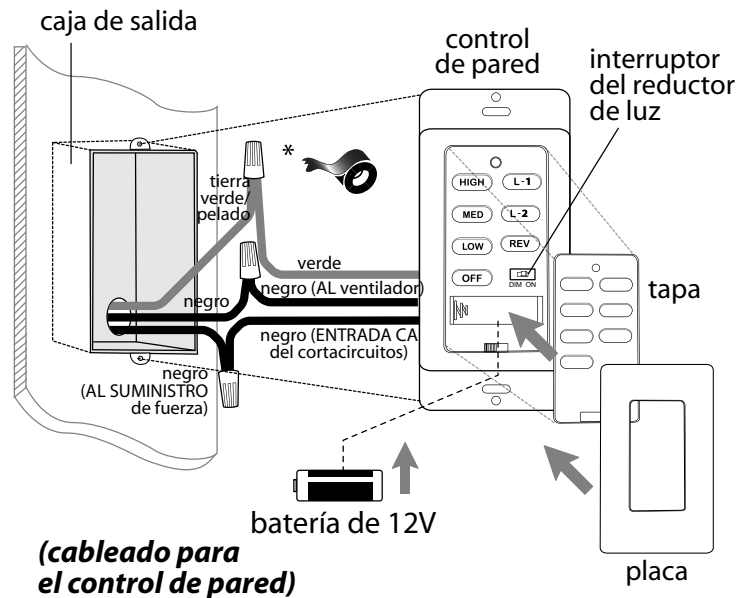 caja de salida
control
de pared
interruptor
del reductor
de luz
*
tierra
verde/
pelado
HIGH
L-1
MED
L-2
LOW
REV
OFF
DIM ON
verde
negro
negro (AL ventilador)
negro (ENTRADA CA
del cortacircuitos)
negro
(AL SUMINISTRO
de fuerza)
tapa
batería de 12V
placa
(cableado para
el control de pared)